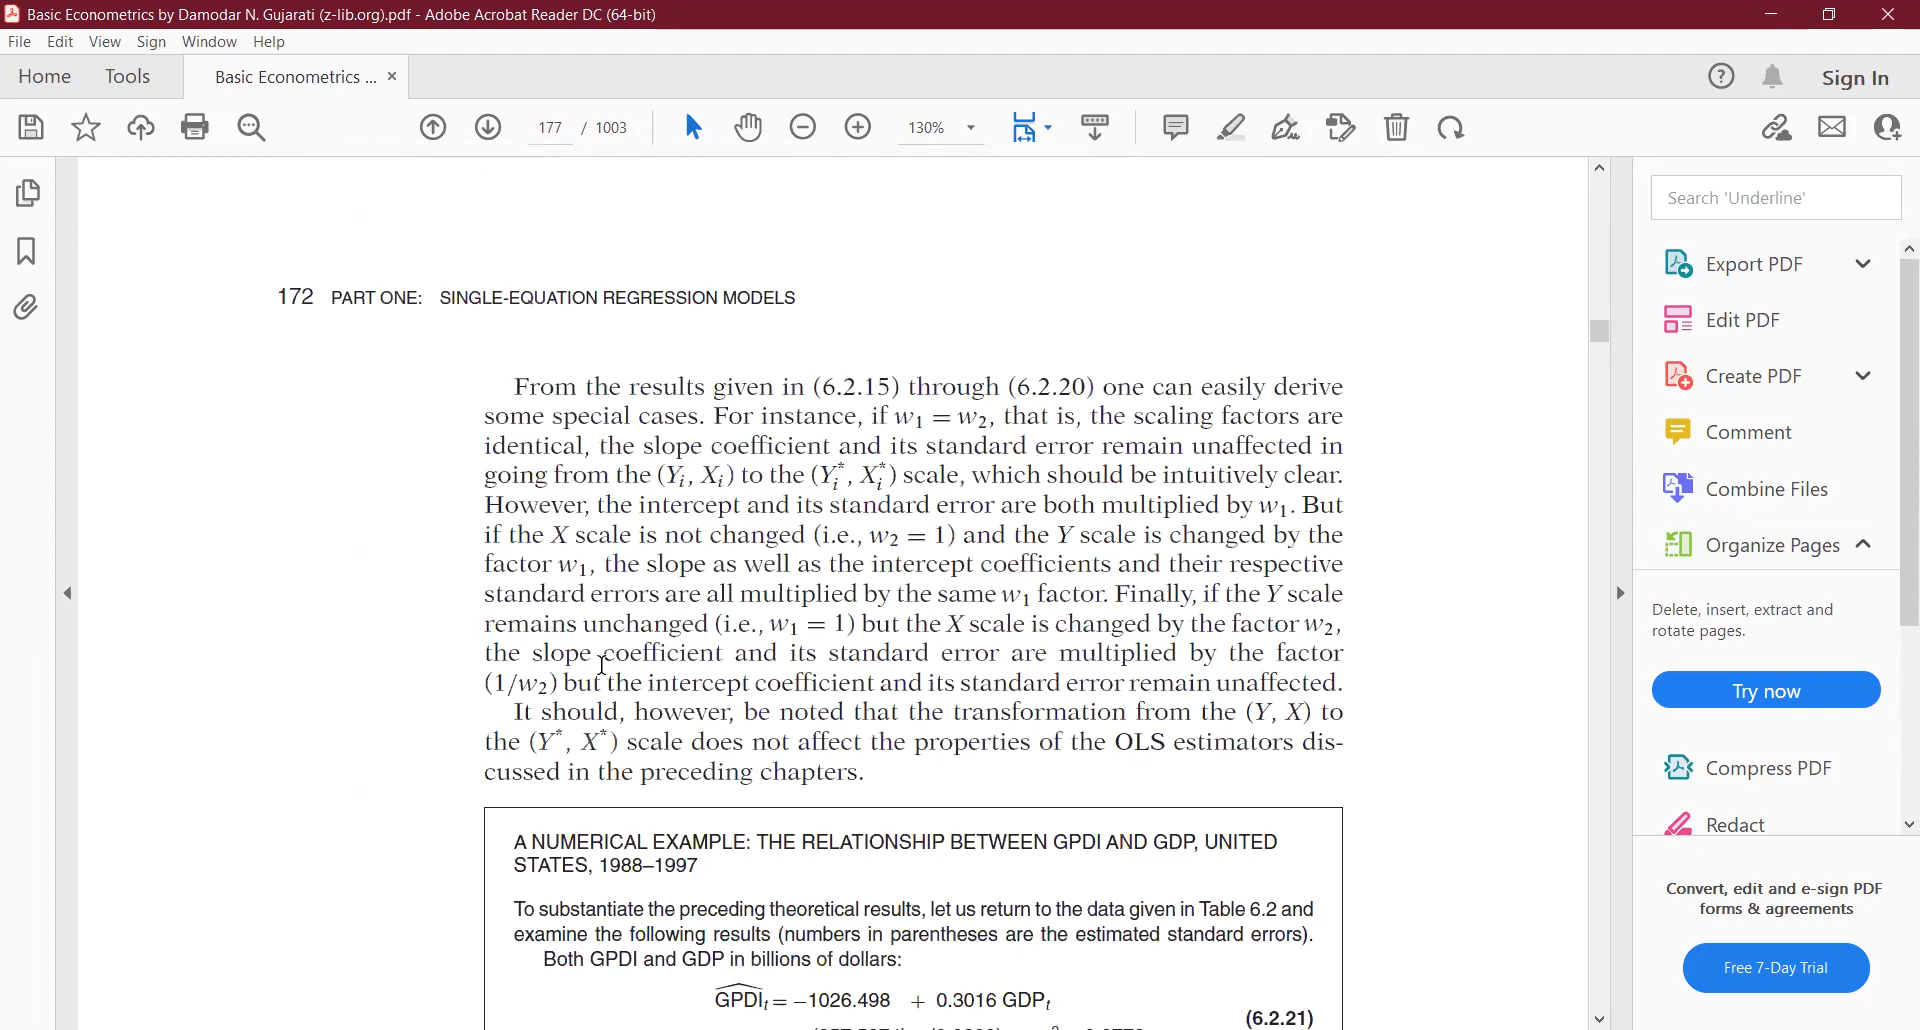 Basic Econometrics by Damodar N. Gujarati (z-lib.org).pdf - Adobe Acrobat Reader DC (64-bit)
File Edit View Sign Window Help
Home Tools Basic Econometrics ... × Sign In
177 / 1003 130%
Search 'Underline'
Export PDF
Edit PDF
Create PDF
Comment
Combine Files
Organize Pages
Delete, insert, extract and
rotate pages.
Try now
Compress PDF
Redact
Convert, edit and e-sign PDF
forms & agreements
Free 7-Day Trial
172 PART ONE: SINGLE-EQUATION REGRESSION MODELS
From the results given in (6.2.15) through (6.2.20) one can easily derive
some special cases. For instance, if w₁ = w₂, that is, the scaling factors are
identical, the slope coefficient and its standard error remain unaffected in
going from the (Yᵢ, Xᵢ) to the (Yᵢ*, Xᵢ*) scale, which should be intuitively clear.
However, the intercept and its standard error are both multiplied by w₁. But
if the X scale is not changed (i.e., w₂ = 1) and the Y scale is changed by the
factor w₁, the slope as well as the intercept coefficients and their respective
standard errors are all multiplied by the same w₁ factor. Finally, if the Y scale
remains unchanged (i.e., w₁ = 1) but the X scale is changed by the factor w₂,
the slope coefficient and its standard error are multiplied by the factor
(1/w₂) but the intercept coefficient and its standard error remain unaffected.
It should, however, be noted that the transformation from the (Y, X) to
the (Y*, X*) scale does not affect the properties of the OLS estimators dis-
cussed in the preceding chapters.
A NUMERICAL EXAMPLE: THE RELATIONSHIP BETWEEN GPDI AND GDP, UNITED
STATES, 1988–1997
To substantiate the preceding theoretical results, let us return to the data given in Table 6.2 and
examine the following results (numbers in parentheses are the estimated standard errors).
Both GPDI and GDP in billions of dollars:
GPDIₜ = −1026.498 + 0.3016 GDPₜ
(6.2.21)